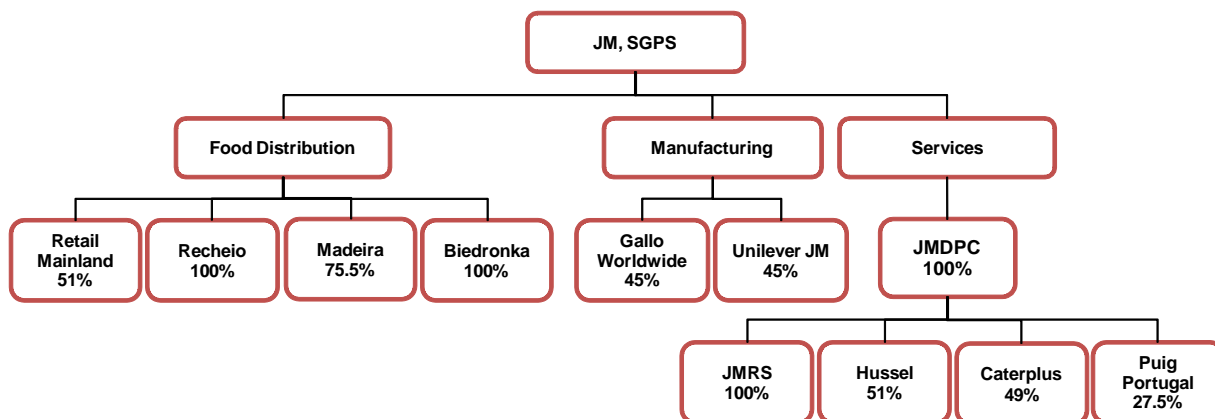 JM, SGPS
Food Distribution
Manufacturing
Services
Retail
Mainland
51%
Recheio
100%
Madeira
75.5%
Biedronka
100%
Gallo
Worldwide
45%
Unilever JM
45%
JMDPC
100%
JMRS
100%
Hussel
51%
Caterplus
49%
Puig
Portugal
27.5%